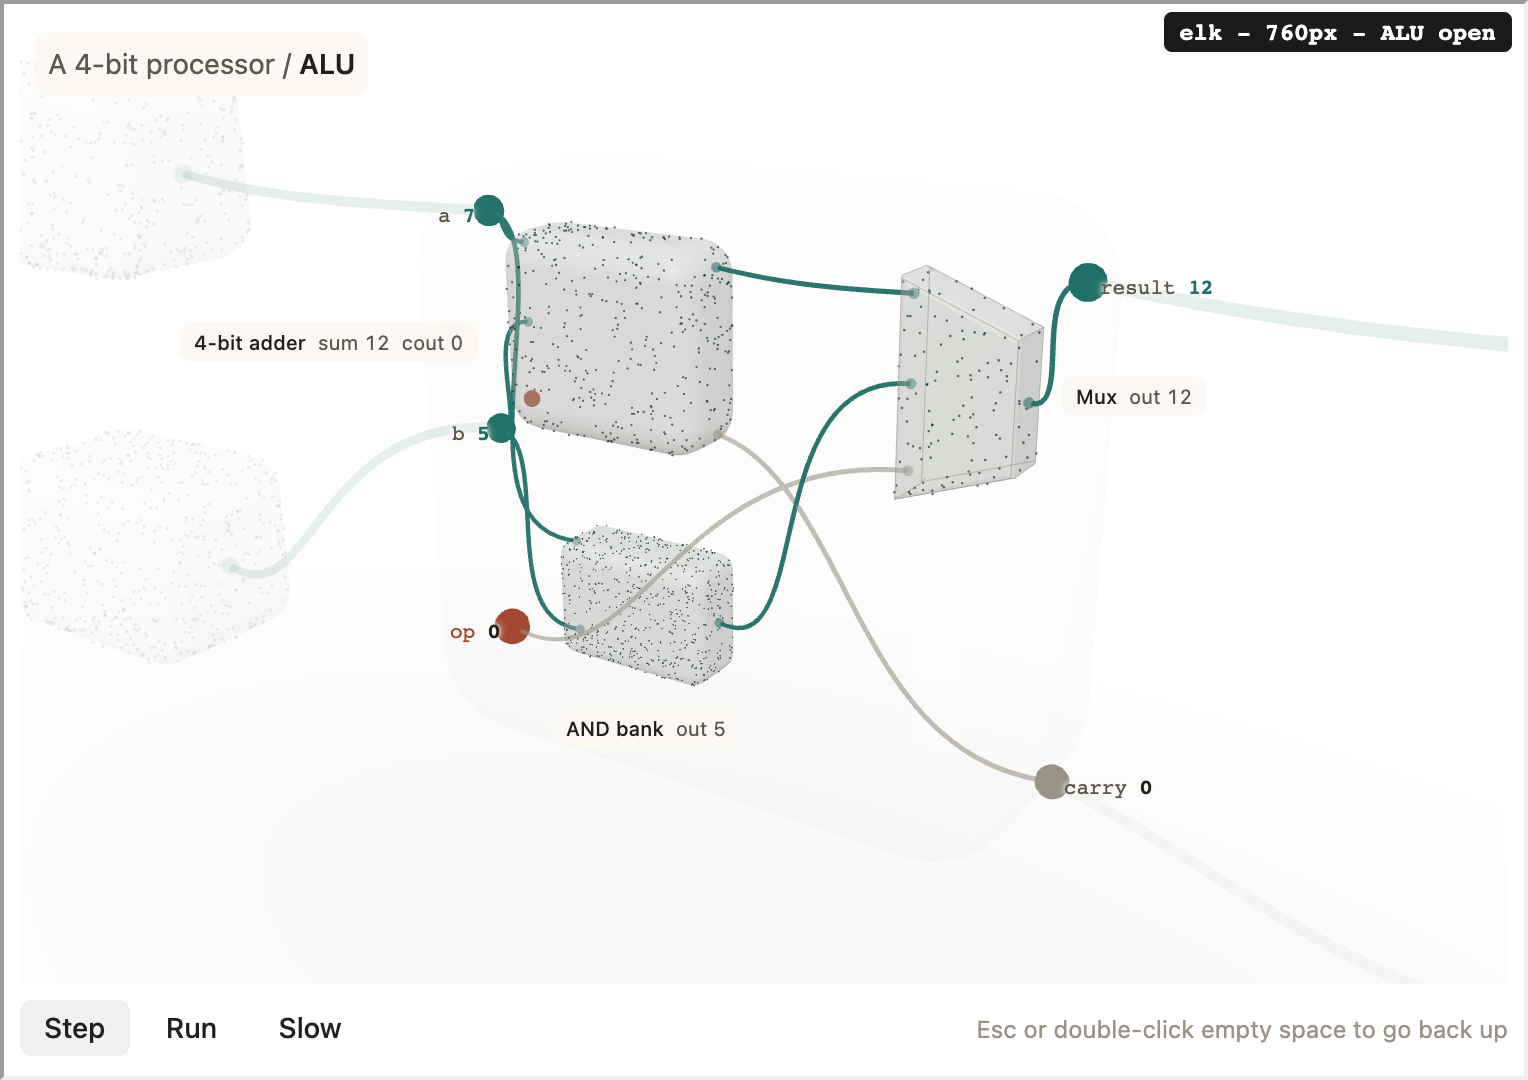 elk – 760px – ALU open
A 4-bit processor / ALU
a 7
result 12
4-bit adder sum 12 cout 0
Mux out 12
b 5
op 0
AND bank out 5
carry 0
Step Run Slow
Esc or double-click empty space to go back up